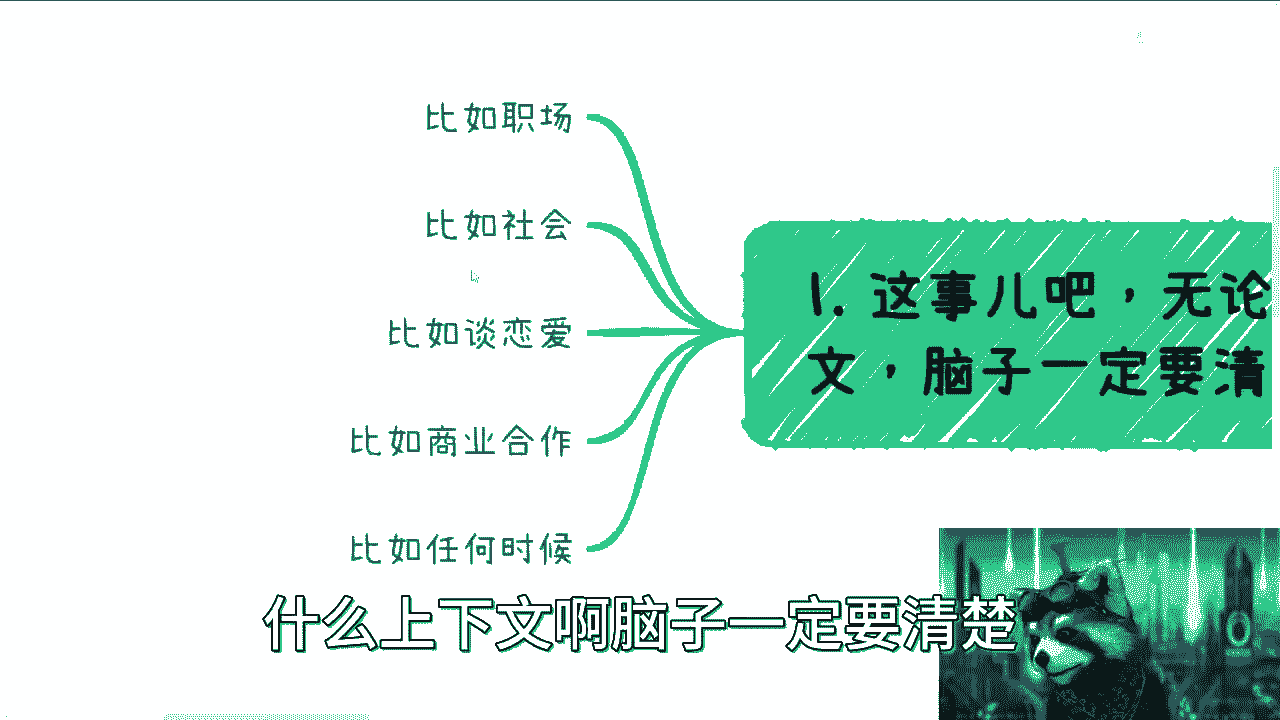 比如职场
比如社会
比如谈恋爱
比如商业合作
比如任何时候
1. 这事儿吧，无论
文，脑子一定要清
什么上下文啊脑子一定要清楚